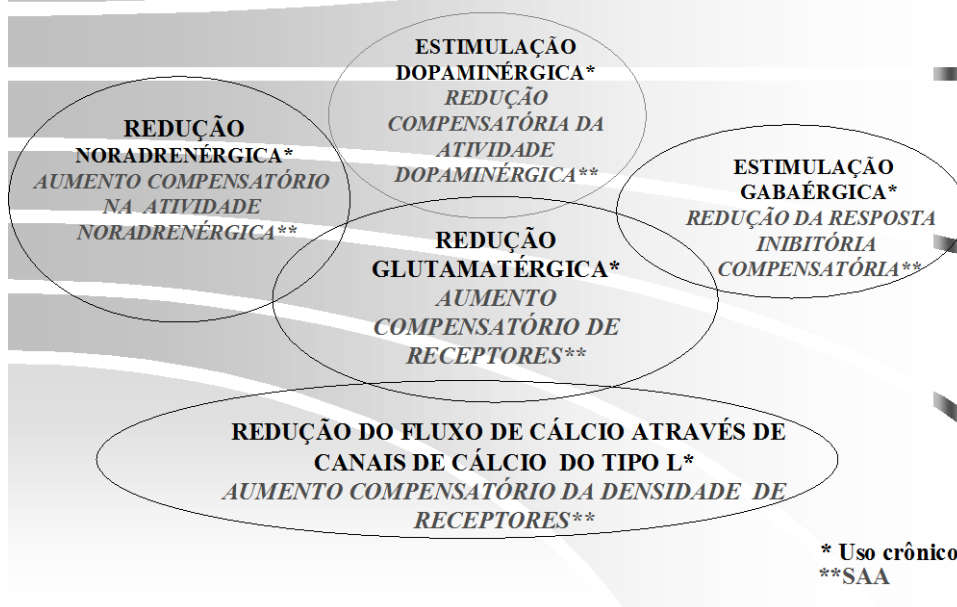 ESTIMULAÇÃO
DOPAMINÉRGICA*
REDUÇÃO
COMPENSATÓRIA DA
ATIVIDADE
DOPAMINÉRGICA**
REDUÇÃO
NORADRENÉRGICA*
AUMENTO COMPENSATÓRIO
NA ATIVIDADE
NORADRENÉRGICA**
ESTIMULAÇÃO
GABAÉRGICA*
REDUÇÃO DA RESPOSTA
INIBITÓRIA
COMPENSATÓRIA**
REDUÇÃO
GLUTAMATÉRGICA*
AUMENTO
COMPENSATÓRIO DE
RECEPTORES**
REDUÇÃO DO FLUXO DE CÁLCIO ATRAVÉS DE
CANAIS DE CÁLCIO DO TIPO L*
AUMENTO COMPENSATÓRIO DA DENSIDADE DE
RECEPTORES**
* Uso crônico
**SAA